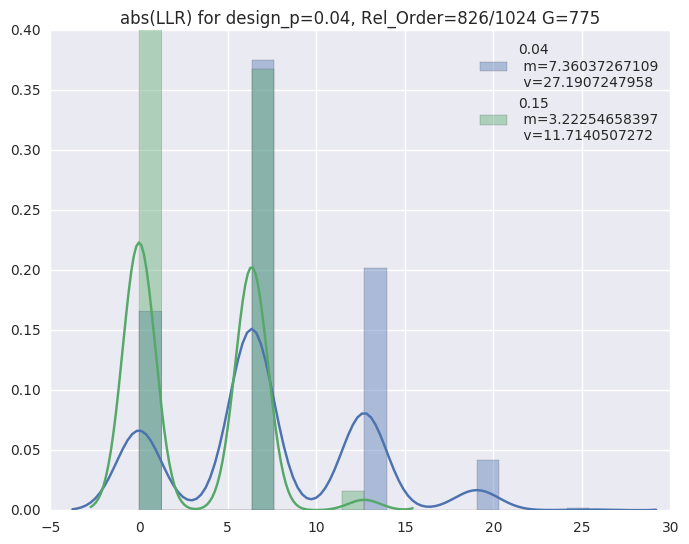 abs(LLR) for design_p=0.04, Rel_Order=826/1024 G=775
0.04
m=7.36037267109
v=27.1907247958
0.15
m=3.22254658397
v=11.7140507272
0.40
0.35
0.30
0.25
0.20
0.15
0.10
0.05
0.00
−5 0 5 10 15 20 25 30